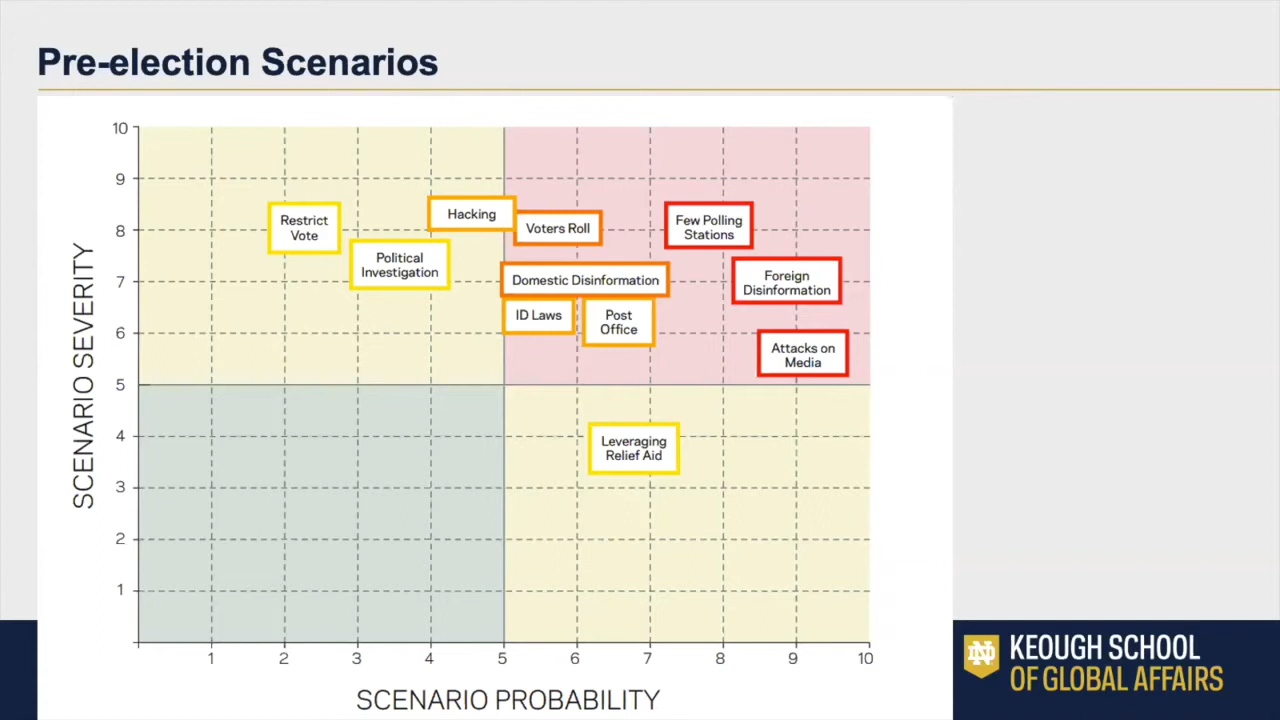 Pre-election Scenarios
SCENARIO SEVERITY
10
9
8
7
6
5
4
3
2
1
Restrict
Vote
Political
Investigation
Hacking
Voters Roll
Few Polling
Stations
Domestic Disinformation
Foreign
Disinformation
ID Laws
Post
Office
Attacks on
Media
Leveraging
Relief Aid
1 2 3 4 5 6 7 8 9 10
SCENARIO PROBABILITY
ND
KEOUGH SCHOOL
OF GLOBAL AFFAIRS